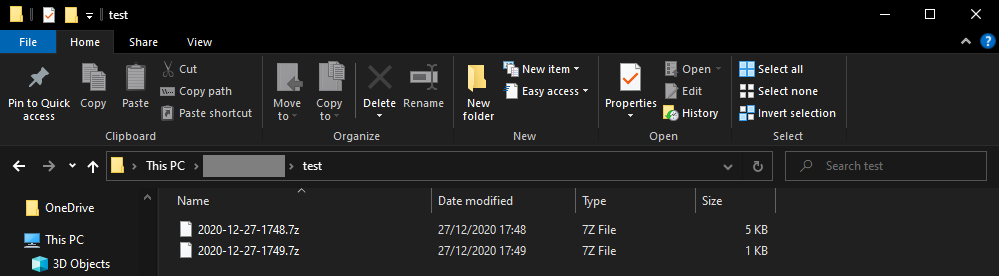 test
File Home Share View
Pin to Quick access
Copy
Paste
Cut
Copy path
Paste shortcut
Clipboard
Move to
Copy to
Delete
Rename
Organize
New folder
New item
Easy access
New
Properties
Open
Edit
History
Open
Select all
Select none
Invert selection
Select
This PC > test
Search test
OneDrive
This PC
3D Objects
Name Date modified Type Size
2020-12-27-1748.7z 27/12/2020 17:48 7Z File 5 KB
2020-12-27-1749.7z 27/12/2020 17:49 7Z File 1 KB